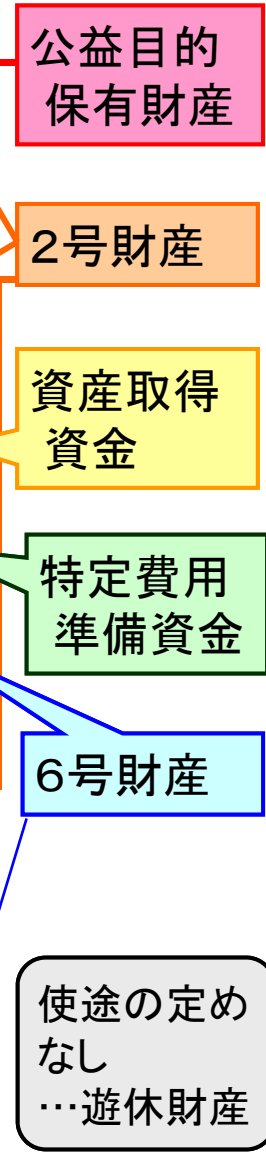 公益目的
保有財産
２号財産
資産取得
資金
特定費用
準備資金
６号財産
使途の定め
なし
…遊休財産